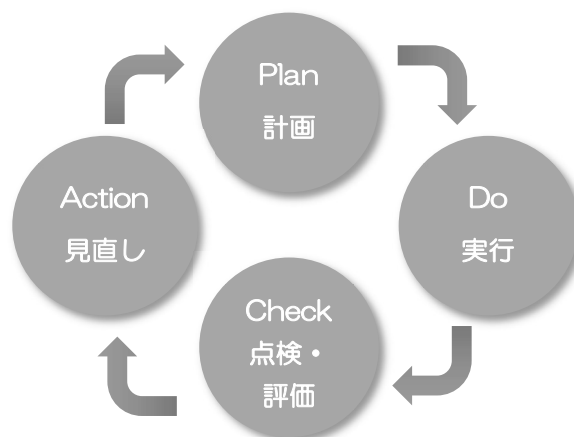 Plan
計画
Do
実行
Check
点検・
評価
Action
見直し